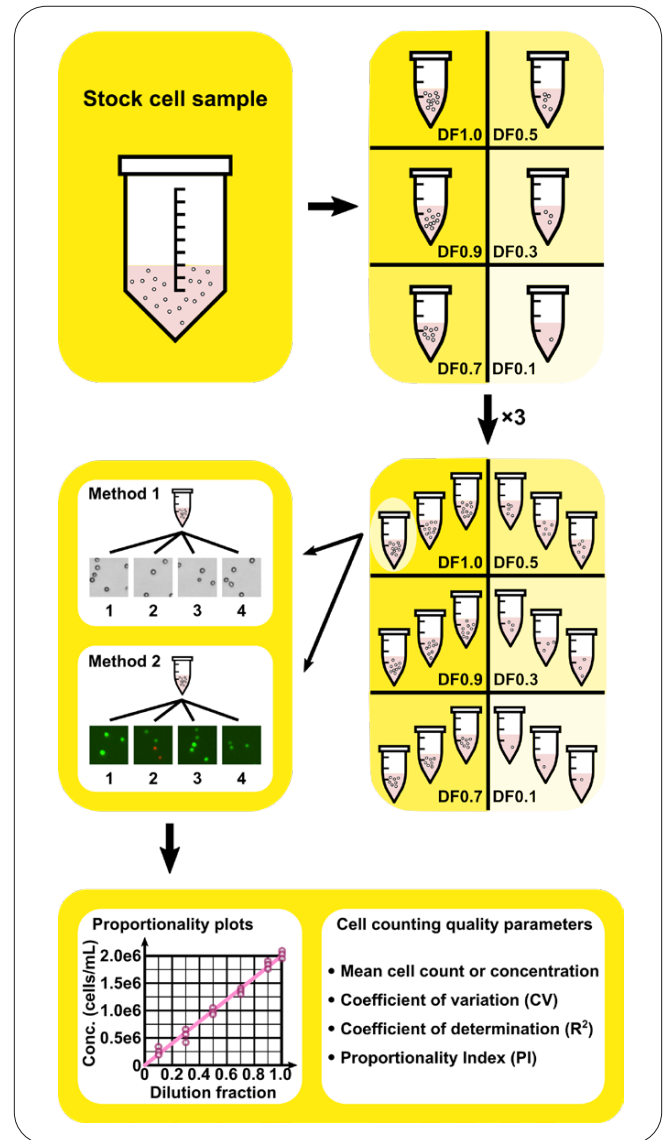 Stock cell sample
DF1.0
DF0.5
DF0.9
DF0.3
DF0.7
DF0.1
×3
Method 1
1 2 3 4
Method 2
1 2 3 4
DF1.0
DF0.5
DF0.9
DF0.3
DF0.7
DF0.1
Proportionality plots
Conc. (cells/mL)
2.0e6
1.5e6
1.0e6
0.5e6
0
0 0.2 0.4 0.6 0.8 1.0
Dilution fraction
Cell counting quality parameters
• Mean cell count or concentration
• Coefficient of variation (CV)
• Coefficient of determination (R²)
• Proportionality Index (PI)